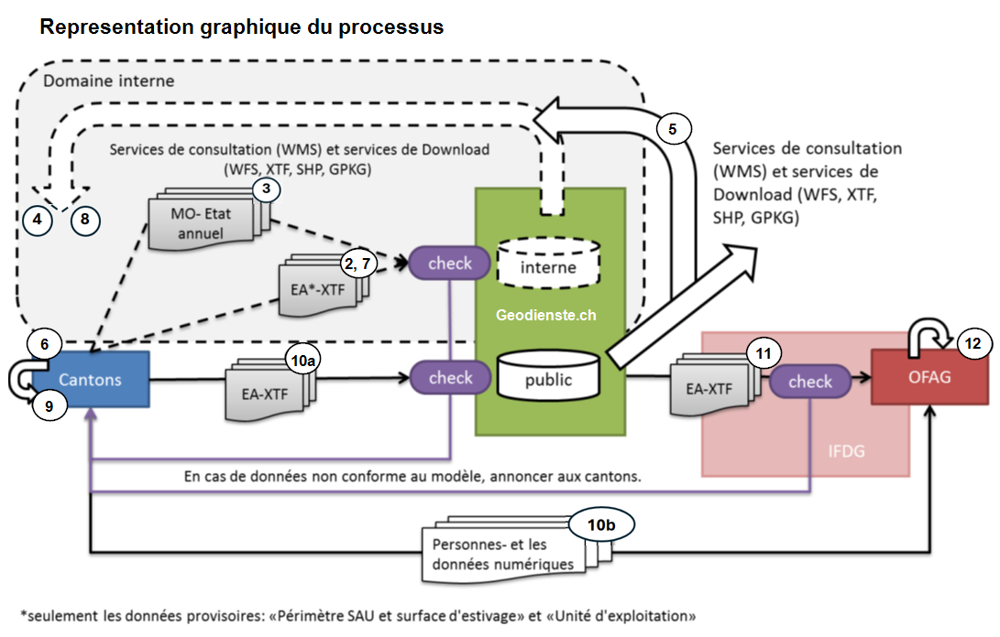 Representation graphique du processus
Domaine interne
5
Services de consultation (WMS) et services de Download
(WFS, XTF, SHP, GPKG)
Services de consultation
(WMS) et services de
Download (WFS, XTF,
SHP, GPKG)
3
MO- Etat
annuel
4
8
2, 7
EA*-XTF
check
interne
Geodienste.ch
6
Cantons
9
10a
EA-XTF
check
public
11
EA-XTF
check
12
OFAG
IFDG
En cas de données non conforme au modèle, annoncer aux cantons.
10b
Personnes- et les
données numériques
*seulement les données provisoires: «Périmètre SAU et surface d'estivage» et «Unité d'exploitation»